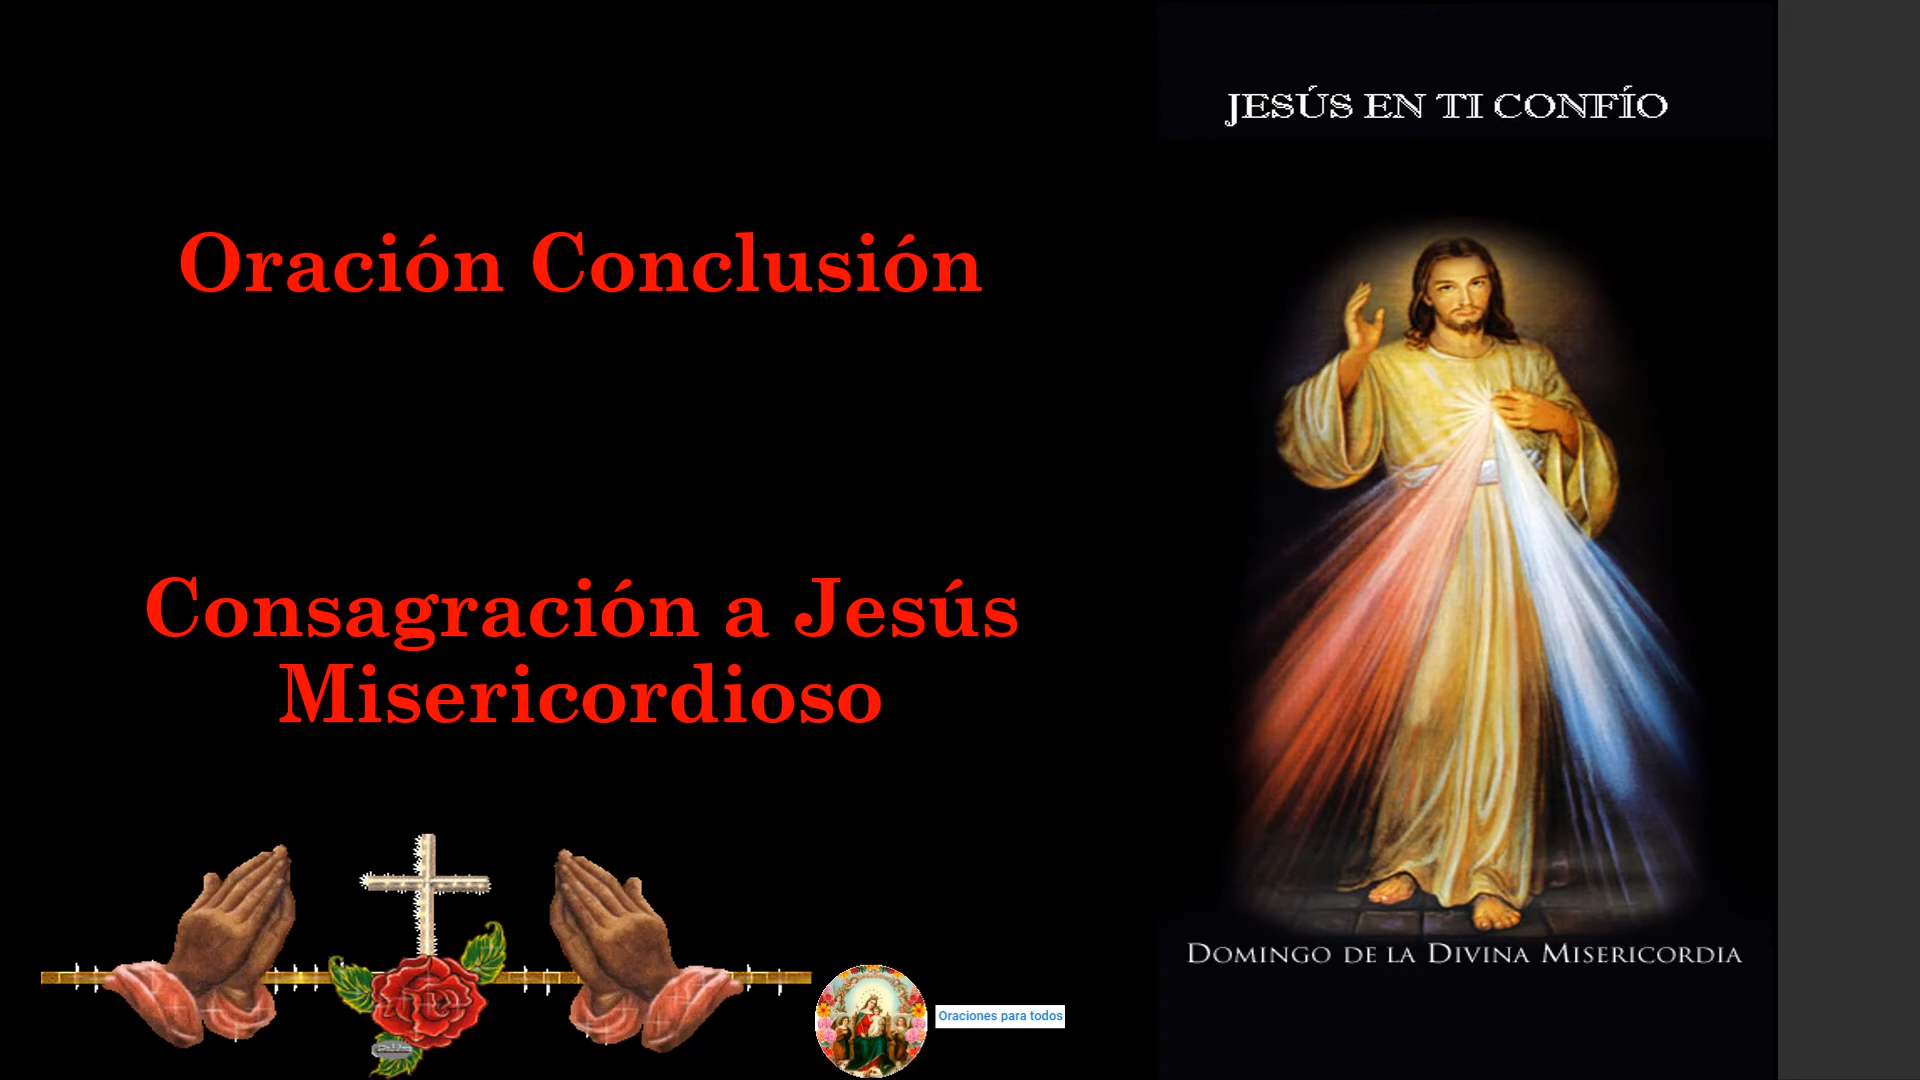 Oración Conclusión
Consagración a Jesús
Misericordioso
JESÚS EN TI CONFÍO
DOMINGO DE LA DIVINA MISERICORDIA
Oraciones para todos